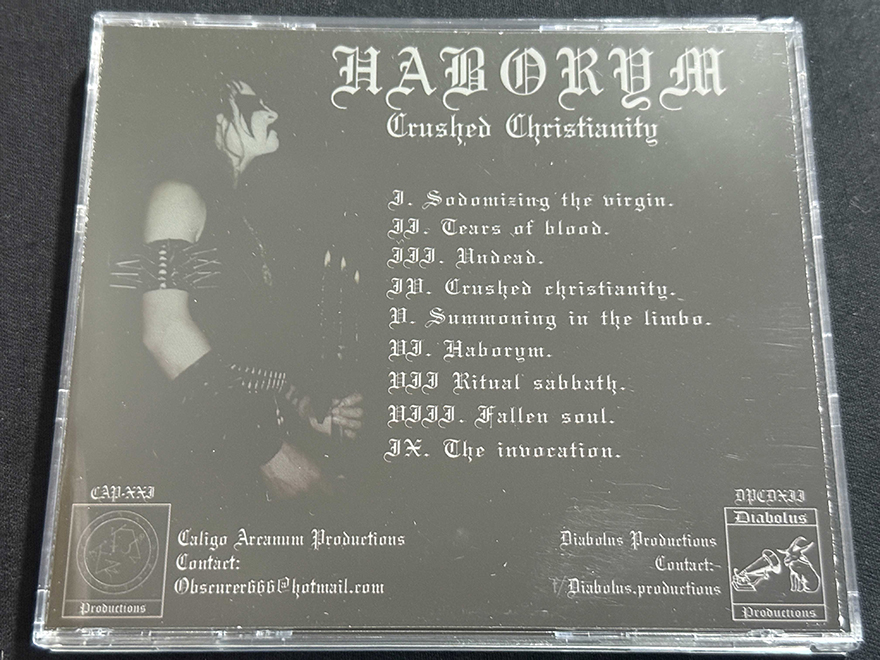 HABORYM
Crushed Christianity
I. Sodomizing the virgin.
II. Tears of blood.
III. Undead.
IV. Crushed christianity.
V. Summoning in the limbo.
VI. Haborym.
VII Ritual sabbath.
VIII. Fallen soul.
IX. The invocation.
CAP-XXI
Productions
Caligo Arcanum Productions
Contact:
Obscurer666@hotmail.com
Diabolus Productions
Contact:
/Diabolus.productions
DPCDXII
Diabolus
Productions